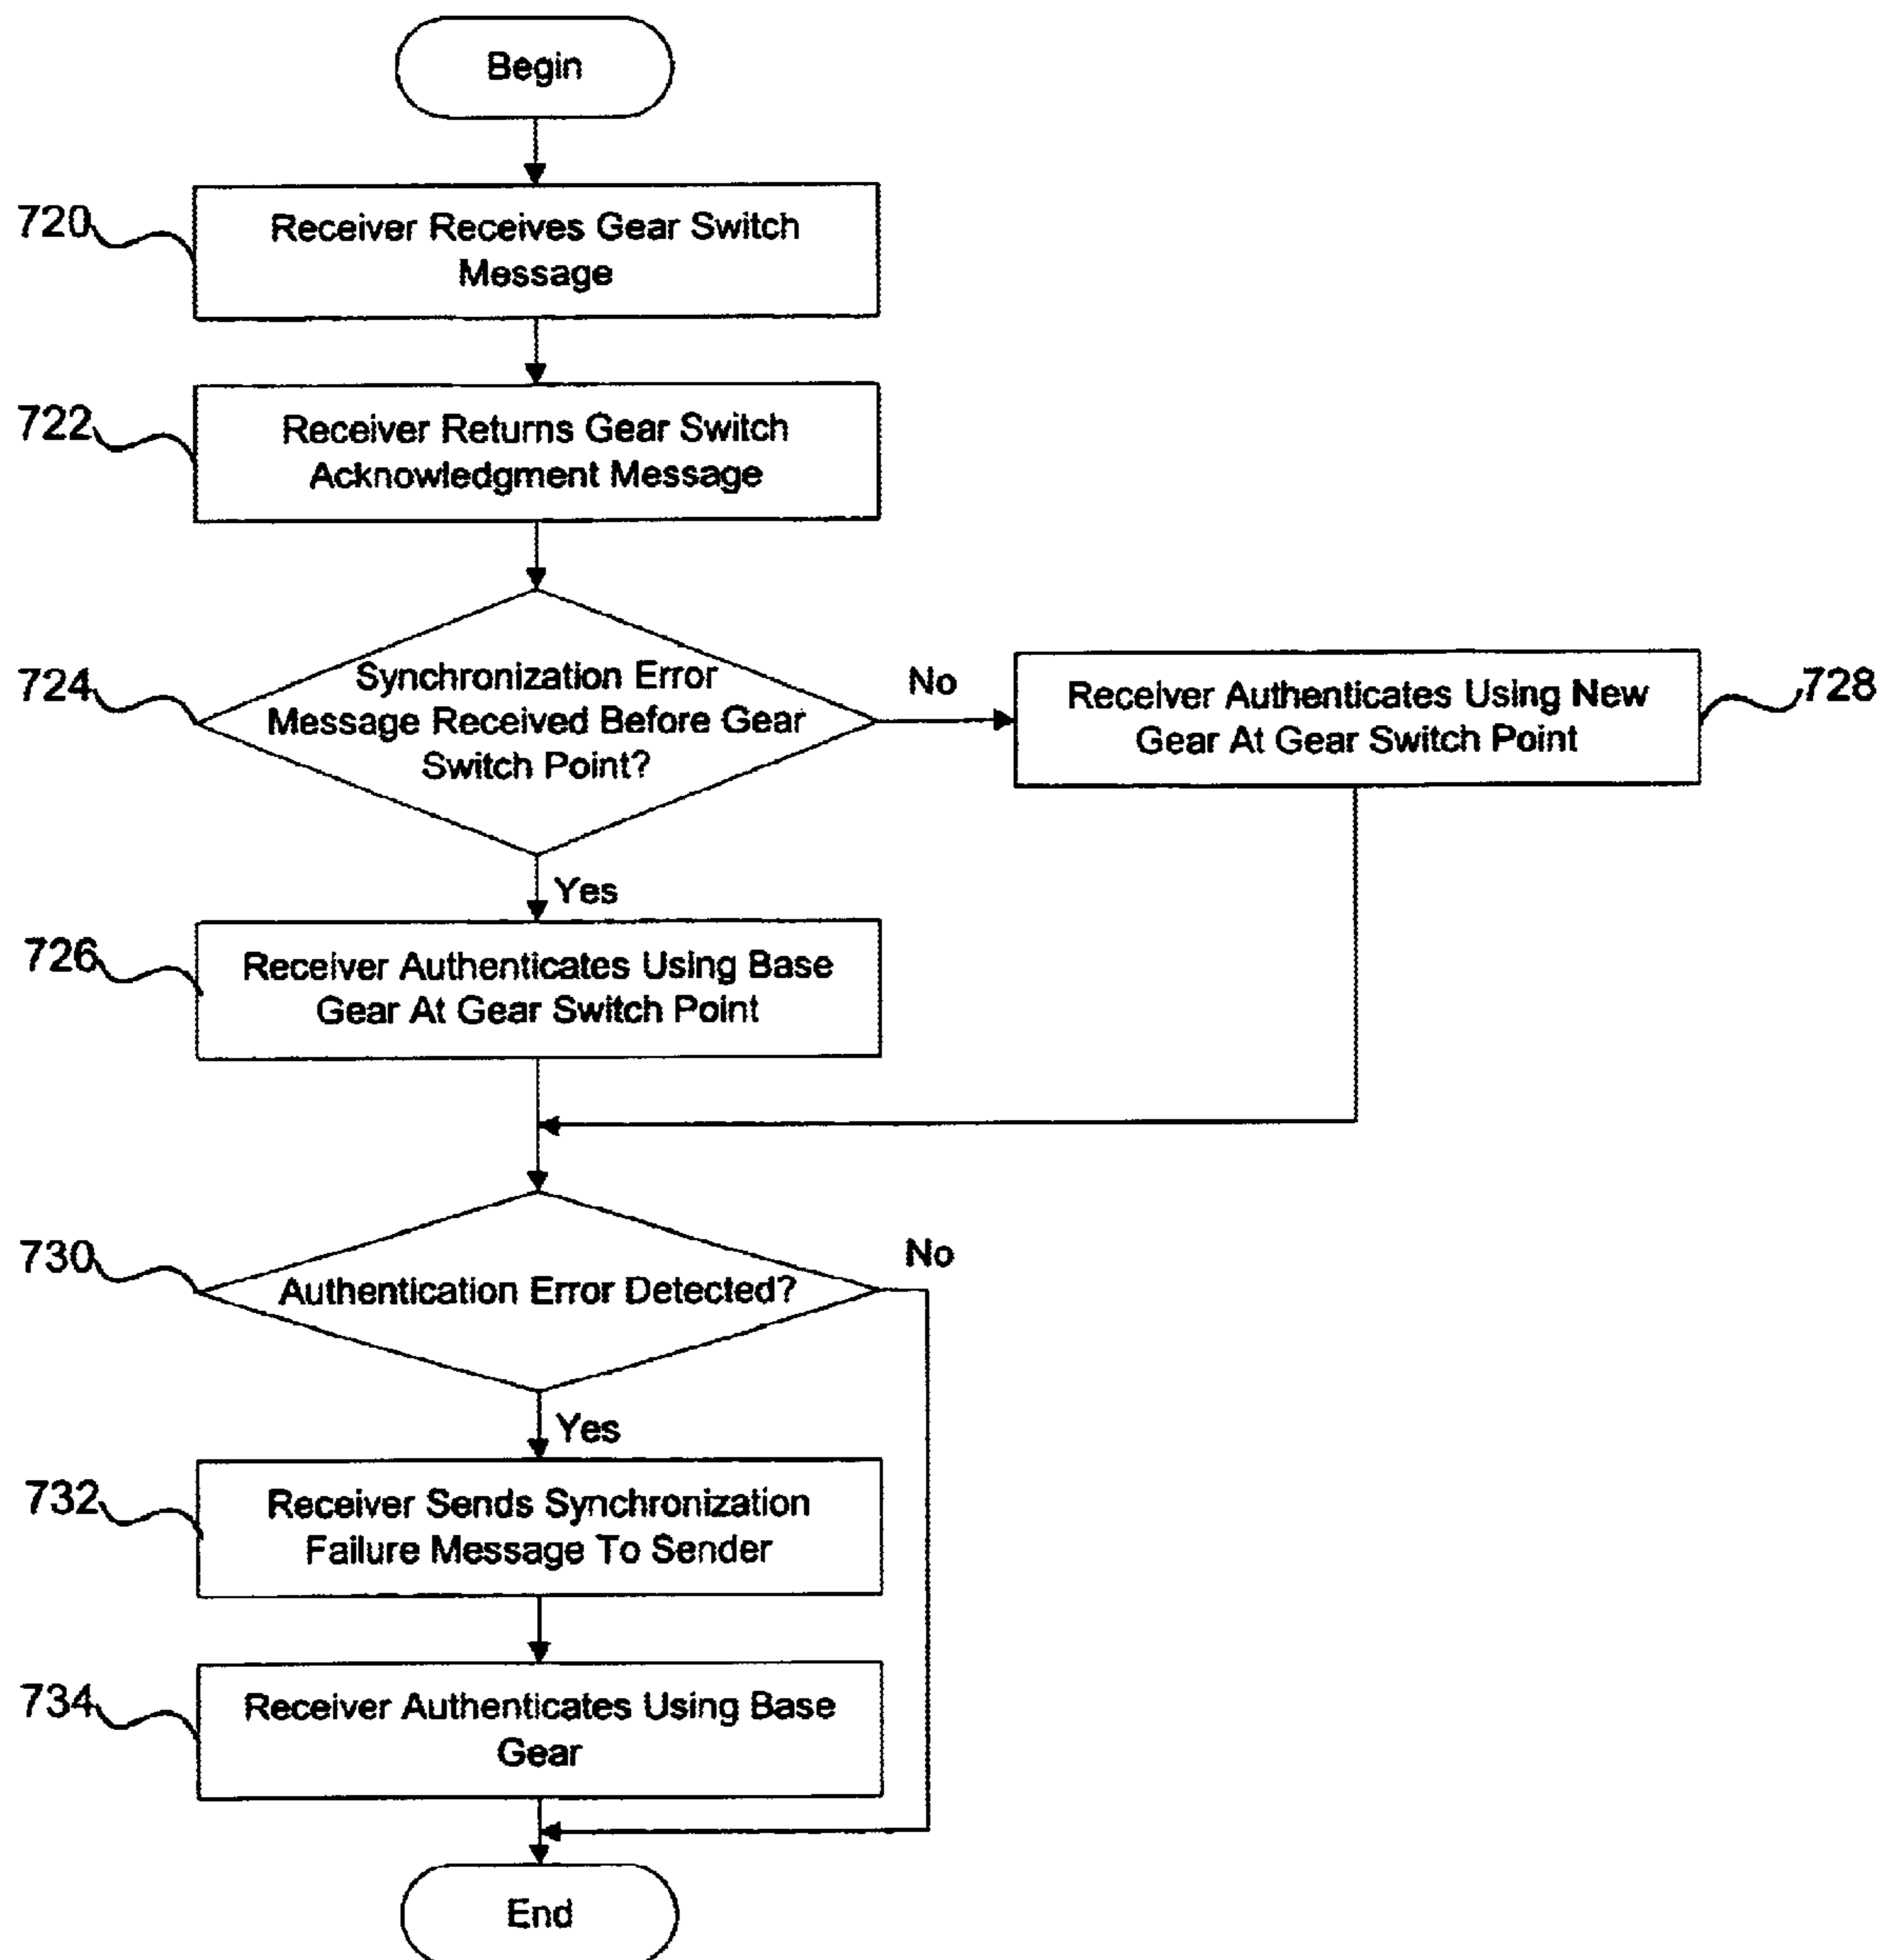 Begin
720
Receiver Receives Gear Switch
Message
722
Receiver Returns Gear Switch
Acknowledgment Message
724
Synchronization Error
Message Received Before Gear
Switch Point?
No
Receiver Authenticates Using New
Gear At Gear Switch Point
728
Yes
726
Receiver Authenticates Using Base
Gear At Gear Switch Point
730
Authentication Error Detected?
No
Yes
732
Receiver Sends Synchronization
Failure Message To Sender
734
Receiver Authenticates Using Base
Gear
End